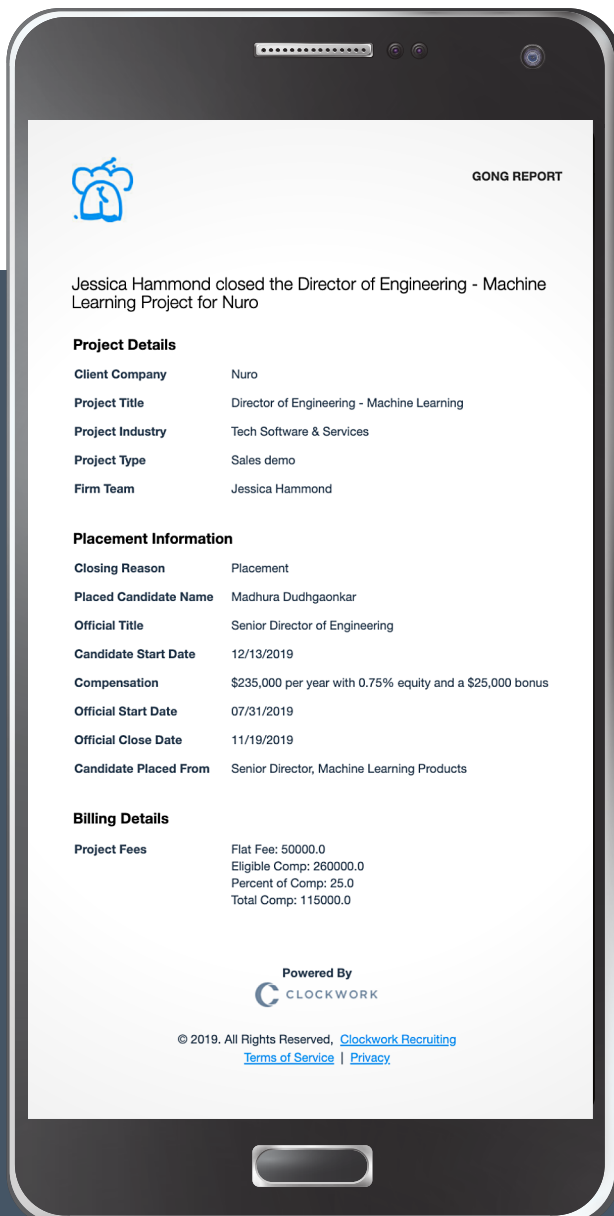 GONG REPORT
Jessica Hammond closed the Director of Engineering - Machine
Learning Project for Nuro
Project Details
Client Company Nuro
Project Title Director of Engineering - Machine Learning
Project Industry Tech Software & Services
Project Type Sales demo
Firm Team Jessica Hammond
Placement Information
Closing Reason Placement
Placed Candidate Name Madhura Dudhgaonkar
Official Title Senior Director of Engineering
Candidate Start Date 12/13/2019
Compensation $235,000 per year with 0.75% equity and a $25,000 bonus
Official Start Date 07/31/2019
Official Close Date 11/19/2019
Candidate Placed From Senior Director, Machine Learning Products
Billing Details
Project Fees Flat Fee: 50000.0
Eligible Comp: 260000.0
Percent of Comp: 25.0
Total Comp: 115000.0
Powered By
CLOCKWORK
© 2019. All Rights Reserved, Clockwork Recruiting
Terms of Service | Privacy